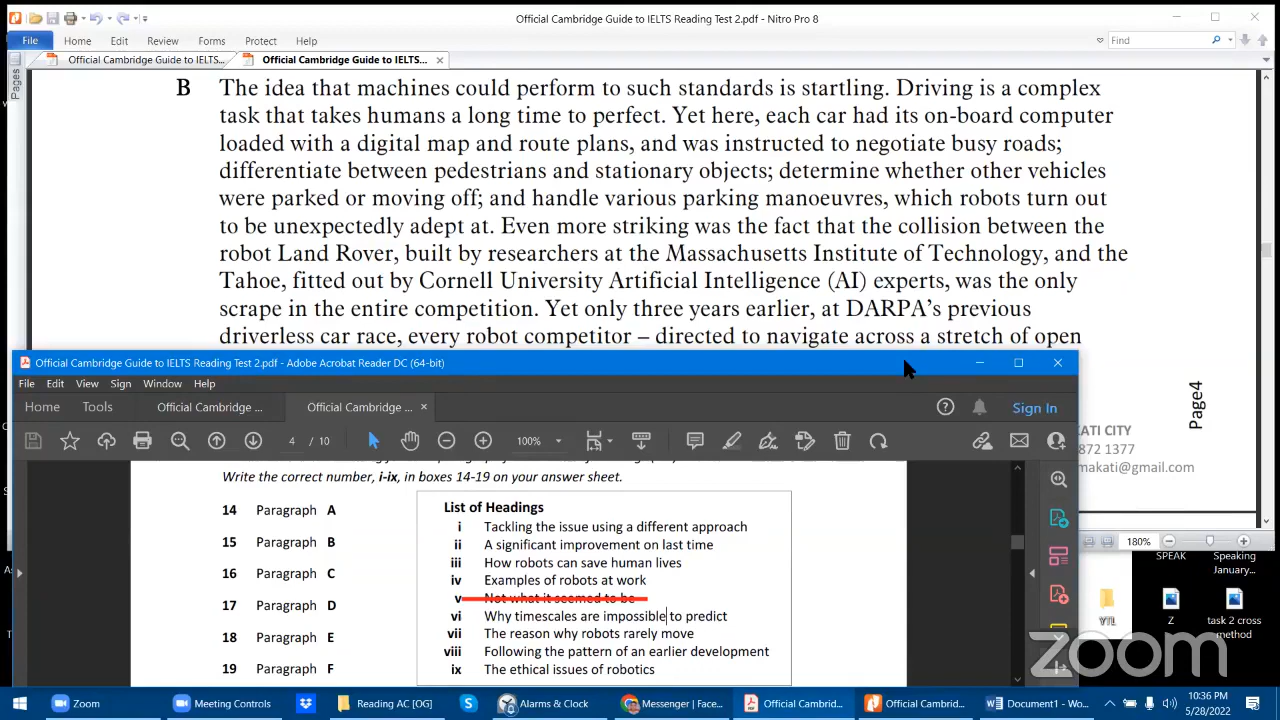 Official Cambridge Guide to IELTS Reading Test 2.pdf - Nitro Pro 8
File Home Edit Review Forms Protect Help
Find
Official Cambridge Guide to IELTS...
Official Cambridge Guide to IELTS...
Pages
B The idea that machines could perform to such standards is startling. Driving is a complex
task that takes humans a long time to perfect. Yet here, each car had its on-board computer
loaded with a digital map and route plans, and was instructed to negotiate busy roads;
differentiate between pedestrians and stationary objects; determine whether other vehicles
were parked or moving off; and handle various parking manoeuvres, which robots turn out
to be unexpectedly adept at. Even more striking was the fact that the collision between the
robot Land Rover, built by researchers at the Massachusetts Institute of Technology, and the
Tahoe, fitted out by Cornell University Artificial Intelligence (AI) experts, was the only
scrape in the entire competition. Yet only three years earlier, at DARPA's previous
driverless car race, every robot competitor – directed to navigate across a stretch of open
Page4
KATI CITY
872 1377
makati@gmail.com
Official Cambridge Guide to IELTS Reading Test 2.pdf - Adobe Acrobat Reader DC (64-bit)
File Edit View Sign Window Help
Home Tools Official Cambridge ... Official Cambridge ... Sign In
4 / 10 100%
Write the correct number, i-ix, in boxes 14-19 on your answer sheet.
14 Paragraph A
15 Paragraph B
16 Paragraph C
17 Paragraph D
18 Paragraph E
19 Paragraph F
List of Headings
i Tackling the issue using a different approach
ii A significant improvement on last time
iii How robots can save human lives
iv Examples of robots at work
v Not what it seemed to be
vi Why timescales are impossible to predict
vii The reason why robots rarely move
viii Following the pattern of an earlier development
ix The ethical issues of robotics
180%
SPEAK
Speaking
January...
YTL
Z
task 2 cross
method
zoom
Zoom Meeting Controls Reading AC [OG] Alarms & Clock Messenger | Face... Official Cambrid... Official Cambrid... Document1 - Wo...
10:36 PM
5/28/2022